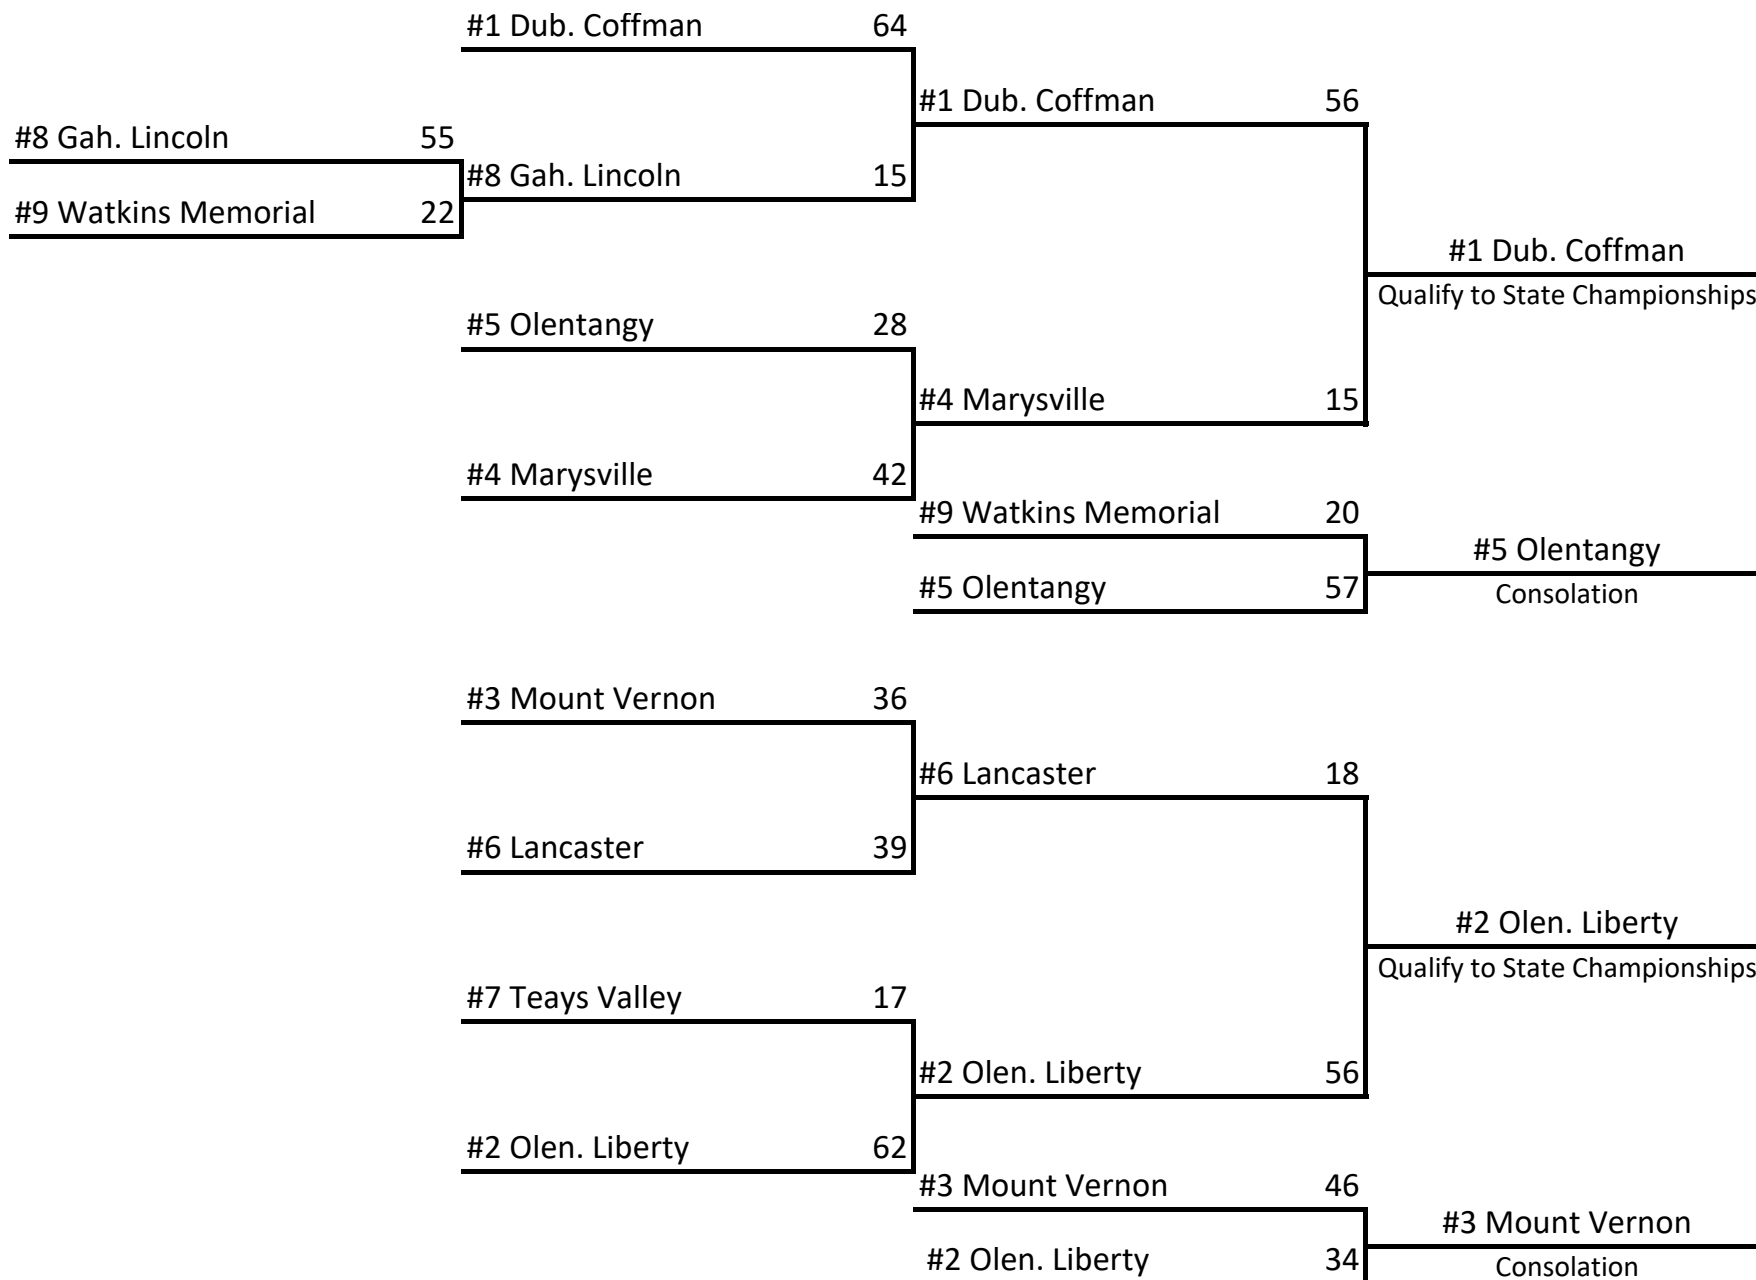 #1 Dub. Coffman 64
#1 Dub. Coffman 56
#8 Gah. Lincoln 55
#8 Gah. Lincoln 15
#9 Watkins Memorial 22
#1 Dub. Coffman
Qualify to State Championships
#5 Olentangy 28
#4 Marysville 15
#4 Marysville 42
#9 Watkins Memorial 20
#5 Olentangy
#5 Olentangy 57
Consolation
#3 Mount Vernon 36
#6 Lancaster 18
#6 Lancaster 39
#2 Olen. Liberty
Qualify to State Championships
#7 Teays Valley 17
#2 Olen. Liberty 56
#2 Olen. Liberty 62
#3 Mount Vernon 46
#3 Mount Vernon
#2 Olen. Liberty 34
Consolation